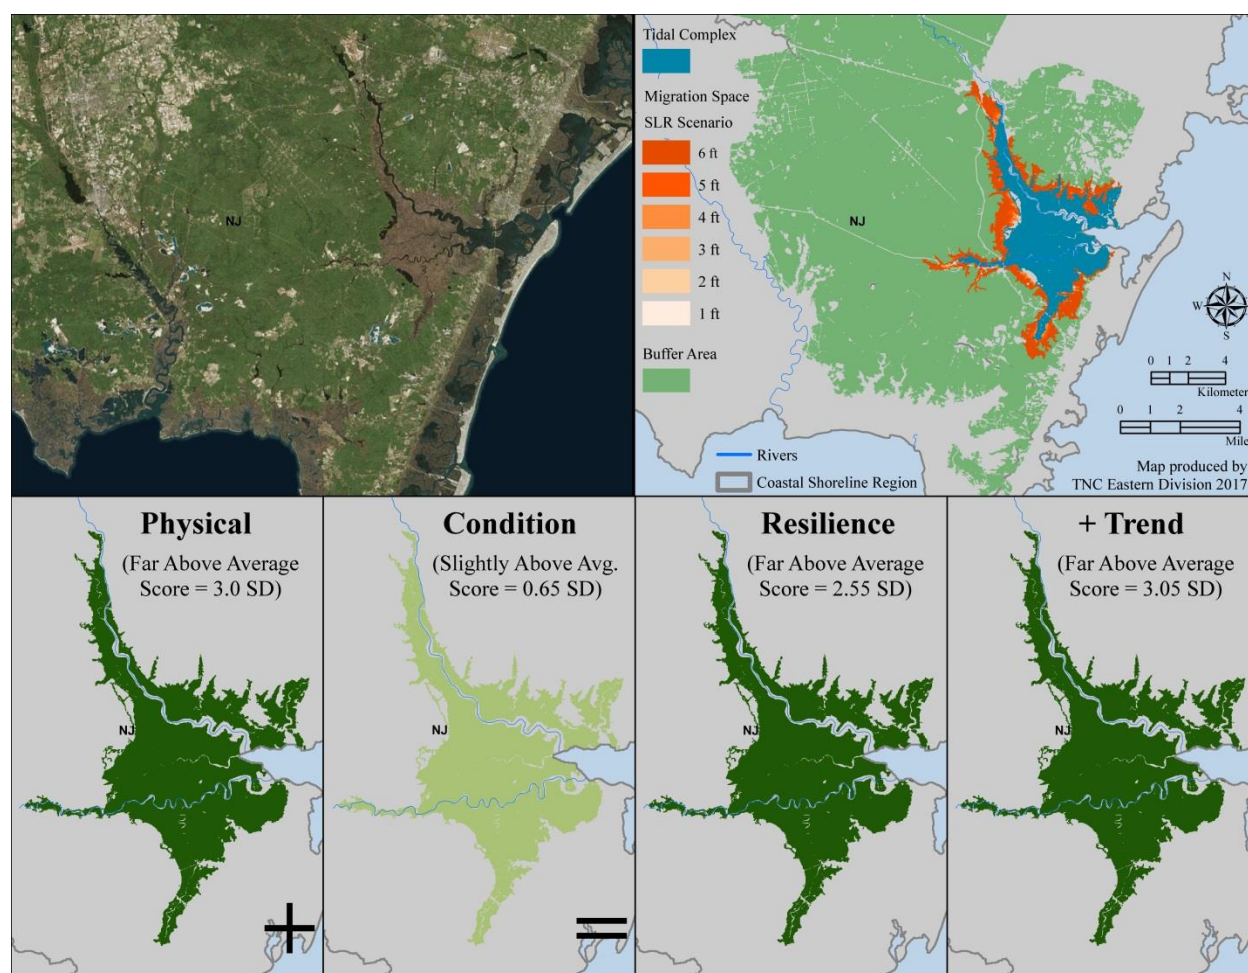 NJ
Tidal Complex
Migration Space
SLR Scenario
6 ft
5 ft
4 ft
3 ft
2 ft
1 ft
Buffer Area
NJ
N
W E
S
0 1 2 4
Kilometer
0 1 2 4
Mile
Rivers
Coastal Shoreline Region
Map produced by
TNC Eastern Division 2017
Physical
(Far Above Average
Score = 3.0 SD)
NJ
+
Condition
(Slightly Above Avg.
Score = 0.65 SD)
NJ
=
Resilience
(Far Above Average
Score = 2.55 SD)
NJ
+ Trend
(Far Above Average
Score = 3.05 SD)
NJ